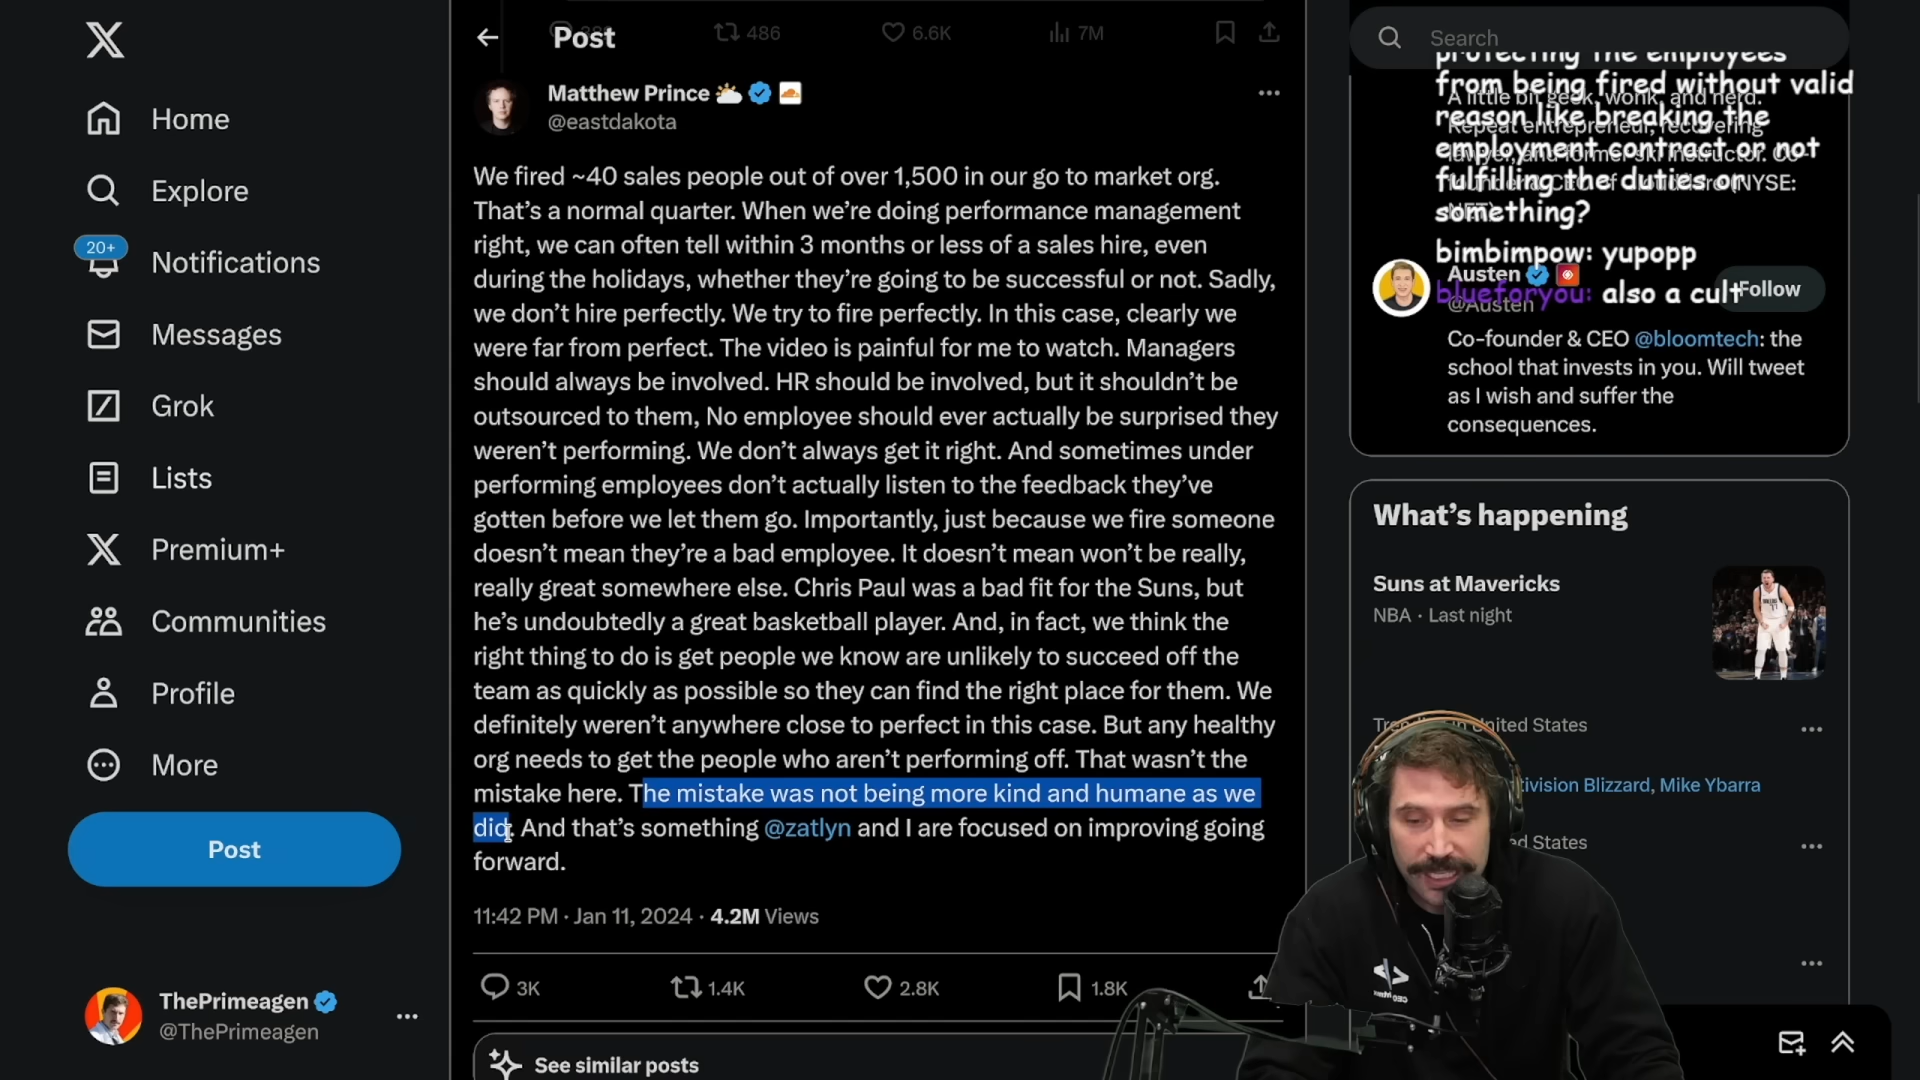 Home
Explore
20+
Notifications
Messages
Grok
Lists
Premium+
Communities
Profile
More
Post
ThePrimeagen
@ThePrimeagen
Post
486
6.6K
7M
Matthew Prince
@eastdakota
We fired ~40 sales people out of over 1,500 in our go to market org.
That’s a normal quarter. When we’re doing performance management
right, we can often tell within 3 months or less of a sales hire, even
during the holidays, whether they’re going to be successful or not. Sadly,
we don’t hire perfectly. We try to fire perfectly. In this case, clearly we
were far from perfect. The video is painful for me to watch. Managers
should always be involved. HR should be involved, but it shouldn’t be
outsourced to them, No employee should ever actually be surprised they
weren’t performing. We don’t always get it right. And sometimes under
performing employees don’t actually listen to the feedback they’ve
gotten before we let them go. Importantly, just because we fire someone
doesn’t mean they’re a bad employee. It doesn’t mean won’t be really,
really great somewhere else. Chris Paul was a bad fit for the Suns, but
he’s undoubtedly a great basketball player. And, in fact, we think the
right thing to do is get people we know are unlikely to succeed off the
team as quickly as possible so they can find the right place for them. We
definitely weren’t anywhere close to perfect in this case. But any healthy
org needs to get the people who aren’t performing off. That wasn’t the
mistake here. The mistake was not being more kind and humane as we
did. And that’s something @zatlyn and I are focused on improving going
forward.
11:42 PM · Jan 11, 2024 · 4.2M Views
3K
1.4K
2.8K
1.8K
See similar posts
Search
protecting the employees
from being fired without valid
reason like breaking the
employment contract or not
fulfilling the duties or
something?
bimbimpow: yupopp
blueforyou: also a cult
A little bit geek, wonk, and nerd.
Repeat entrepreneur, recovering
lawyer, and former ski instructor. Co-
(NYSE:
Austen
@Austen
Follow
Co-founder & CEO @bloomtech: the
school that invests in you. Will tweet
as I wish and suffer the
consequences.
What’s happening
Suns at Mavericks
NBA · Last night
Trending in United States
Blizzard, Mike Ybarra
States